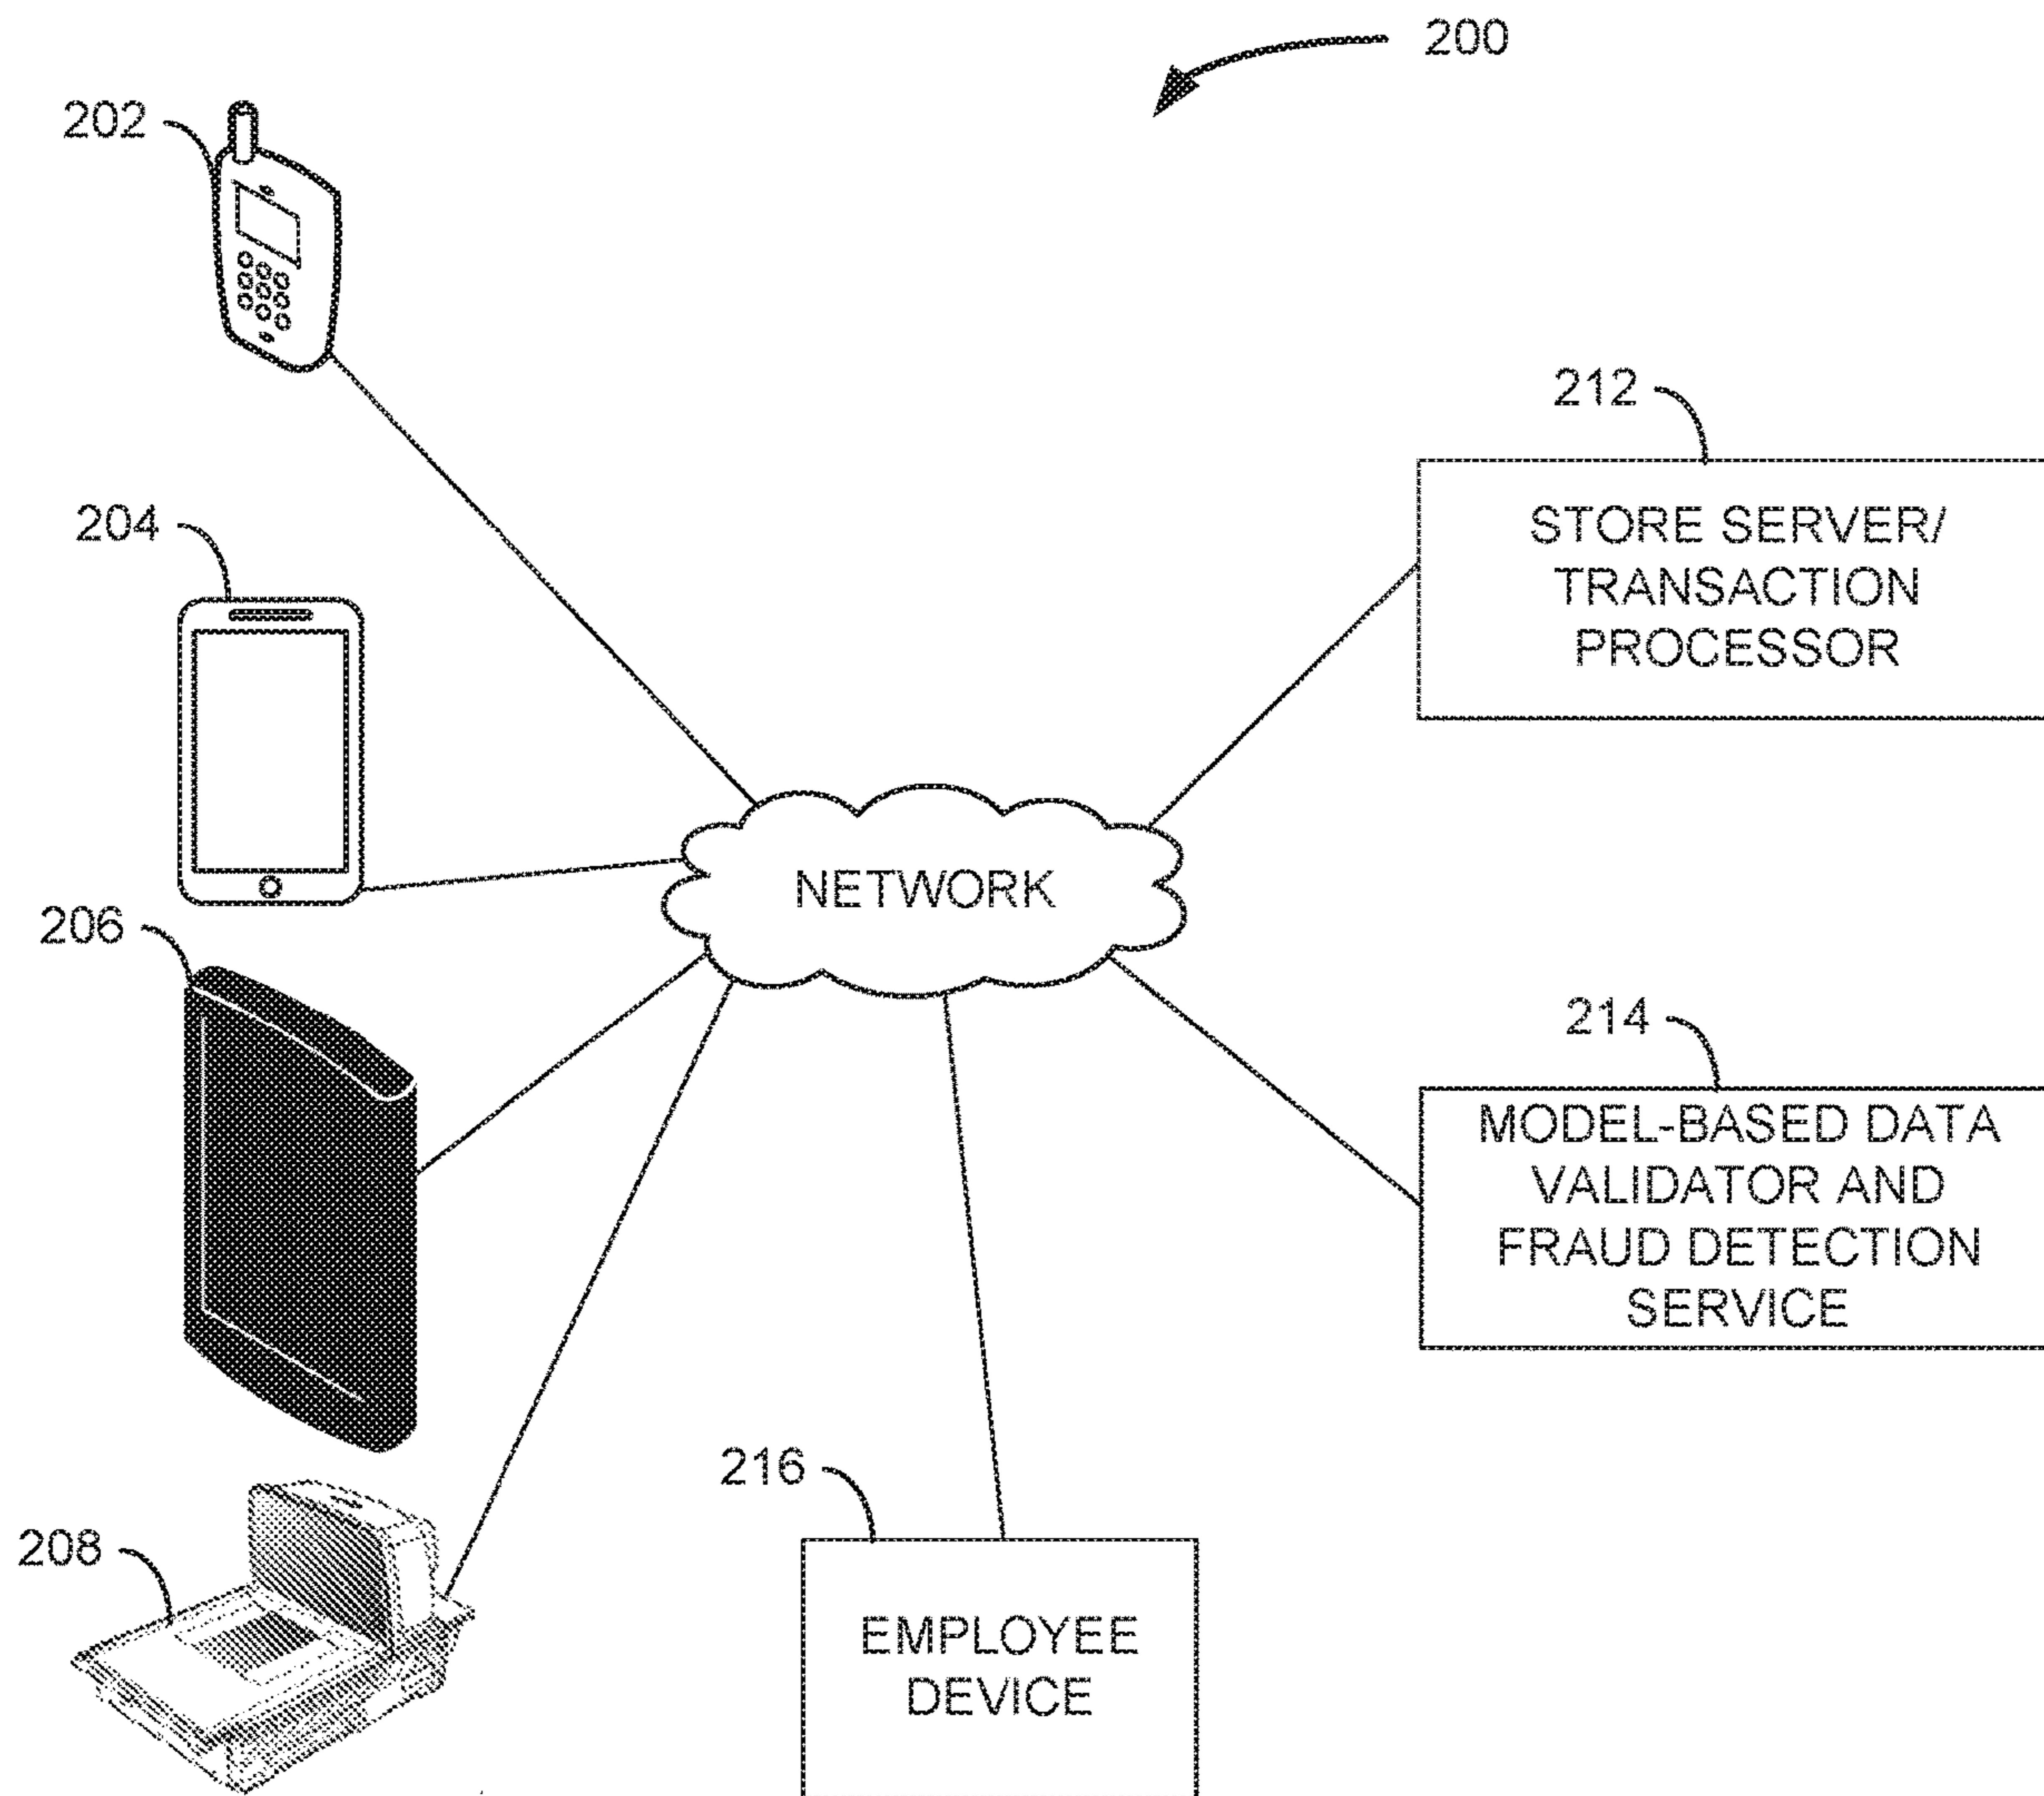 200
202
212
STORE SERVER/
TRANSACTION
PROCESSOR
204
NETWORK
206
214
MODEL-BASED DATA
VALIDATOR AND
FRAUD DETECTION
SERVICE
216
EMPLOYEE
DEVICE
208